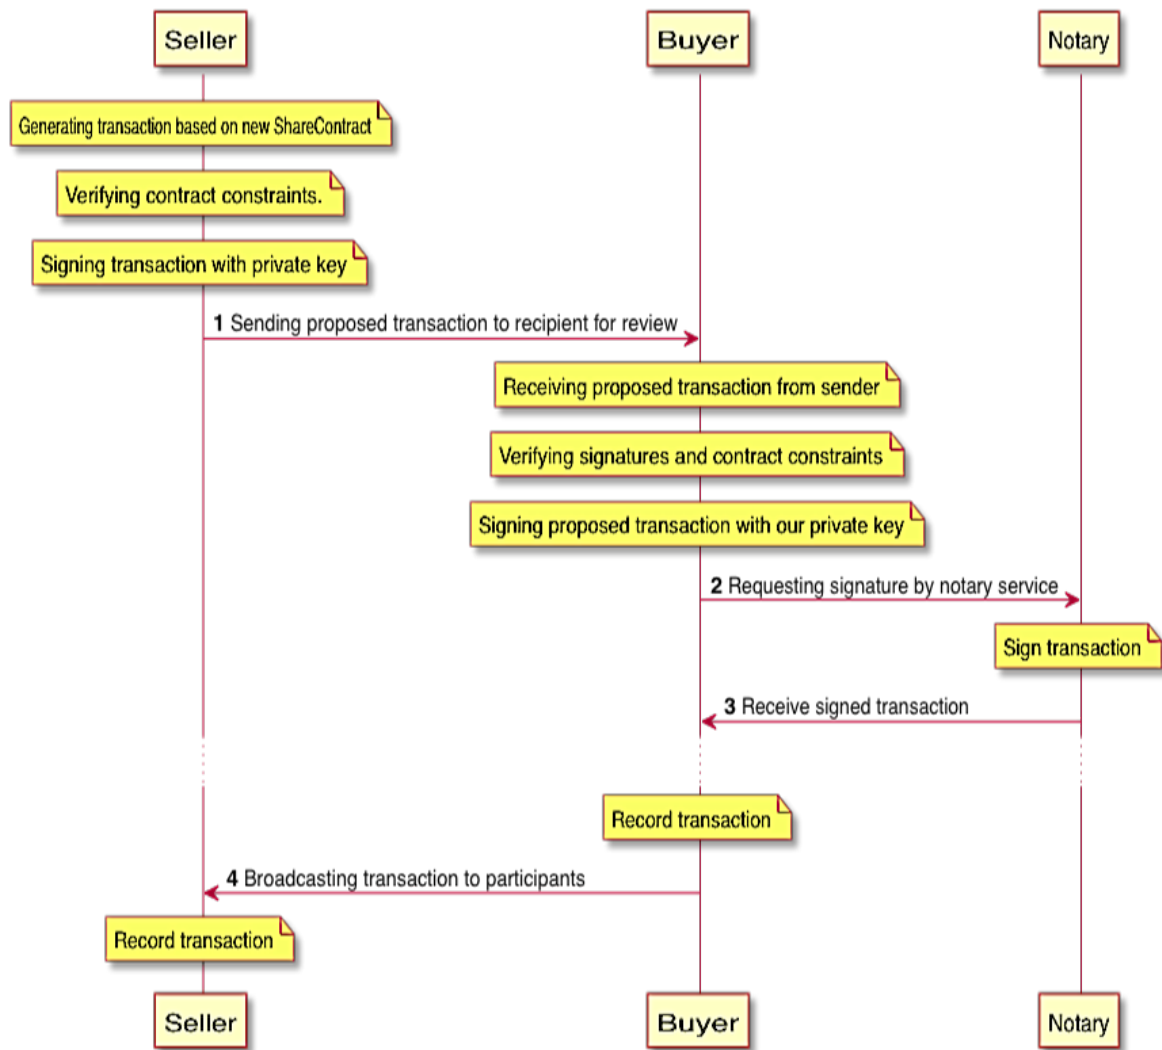 Seller Buyer Notary
Generating transaction based on new ShareContract
Verifying contract constraints.
Signing transaction with private key
1 Sending proposed transaction to recipient for review
Receiving proposed transaction from sender
Verifying signatures and contract constraints
Signing proposed transaction with our private key
2 Requesting signature by notary service
Sign transaction
3 Receive signed transaction
Record transaction
4 Broadcasting transaction to participants
Record transaction
Seller Buyer Notary